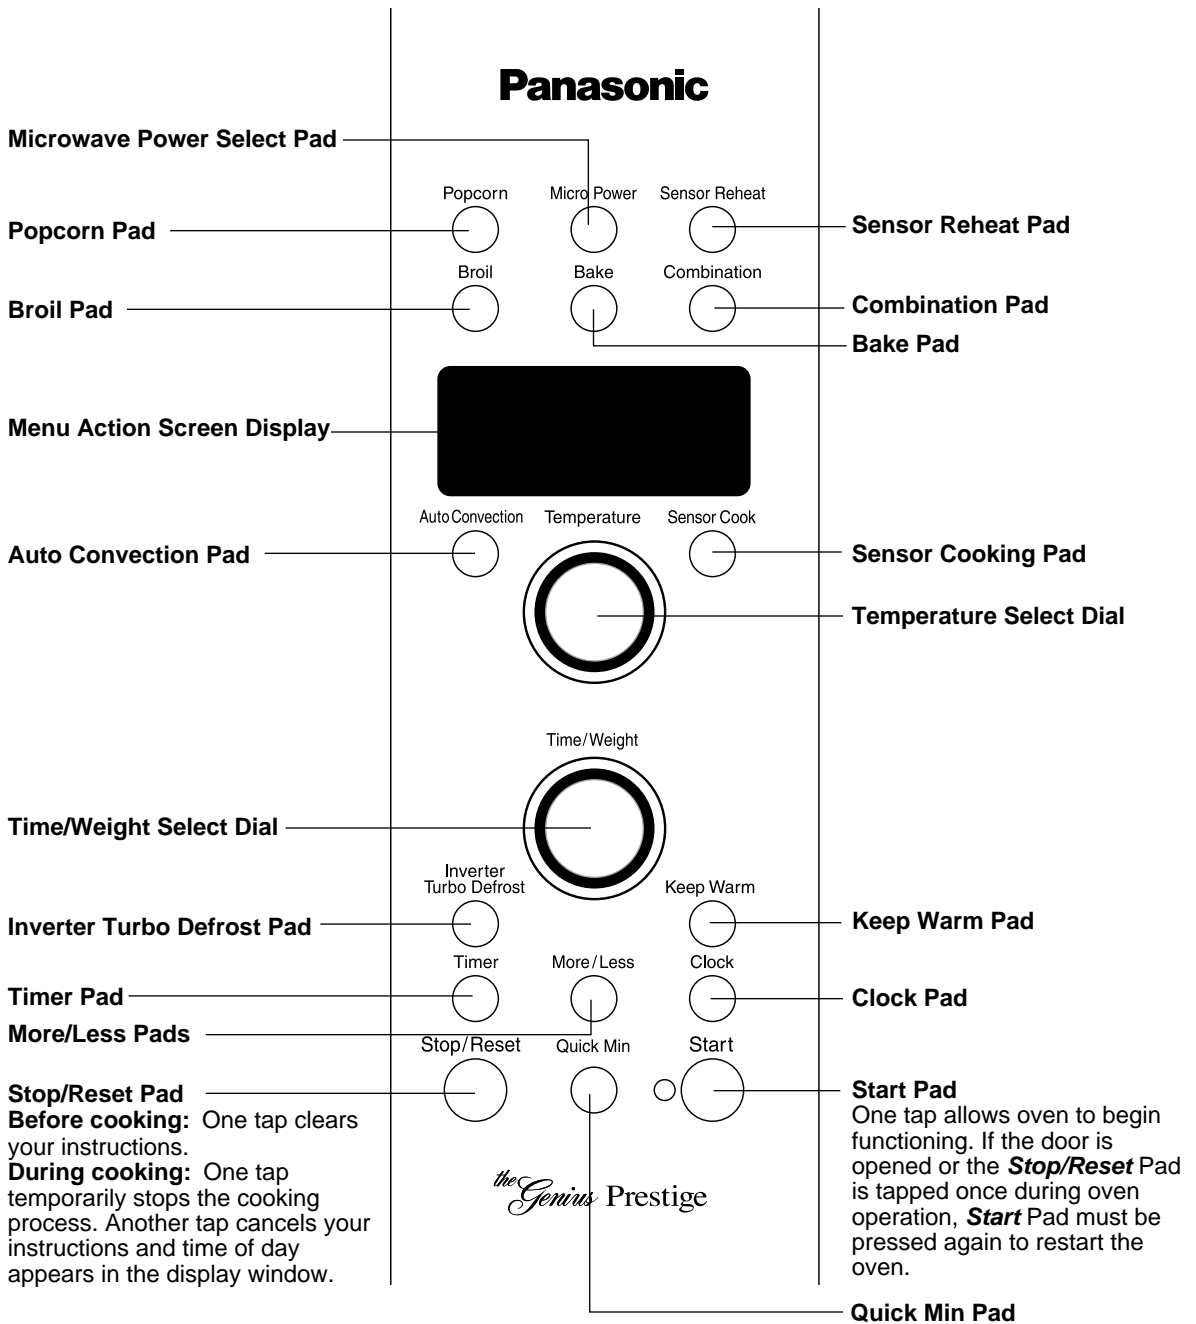 Panasonic
Microwave Power Select Pad
Popcorn
Micro Power
Sensor Reheat
Popcorn Pad
Sensor Reheat Pad
Broil
Bake
Combination
Broil Pad
Combination Pad
Bake Pad
Menu Action Screen Display
Auto Convection
Temperature
Sensor Cook
Auto Convection Pad
Sensor Cooking Pad
Temperature Select Dial
Time/Weight
Time/Weight Select Dial
Inverter
Turbo Defrost
Keep Warm
Inverter Turbo Defrost Pad
Keep Warm Pad
Timer
More/Less
Clock
Timer Pad
Clock Pad
More/Less Pads
Stop/Reset
Quick Min
Start
Stop/Reset Pad
Before cooking: One tap clears
your instructions.
During cooking: One tap
temporarily stops the cooking
process. Another tap cancels your
instructions and time of day
appears in the display window.
Start Pad
One tap allows oven to begin
functioning. If the door is
opened or the Stop/Reset Pad
is tapped once during oven
operation, Start Pad must be
pressed again to restart the
oven.
the Genius Prestige
Quick Min Pad